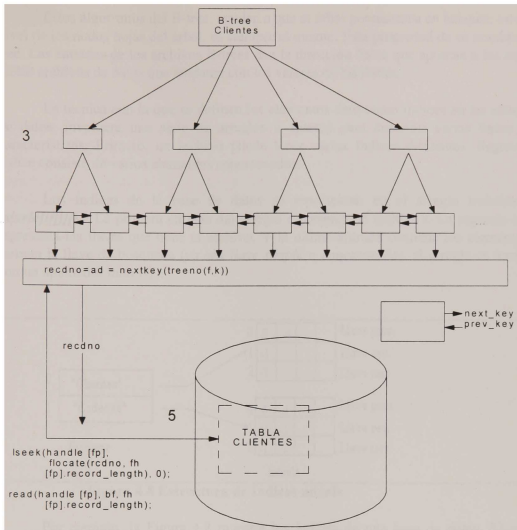 B-tree
Clientes
3
recdno=ad = nextkey(treeno(f,k))
next_key
prev_key
recdno
5
TABLA
CLIENTES
lseek(handle [fp],
flocate(rcdno, fh
[fp].record_length), 0);
read(handle [fp], bf, fh
[fp].record_length);